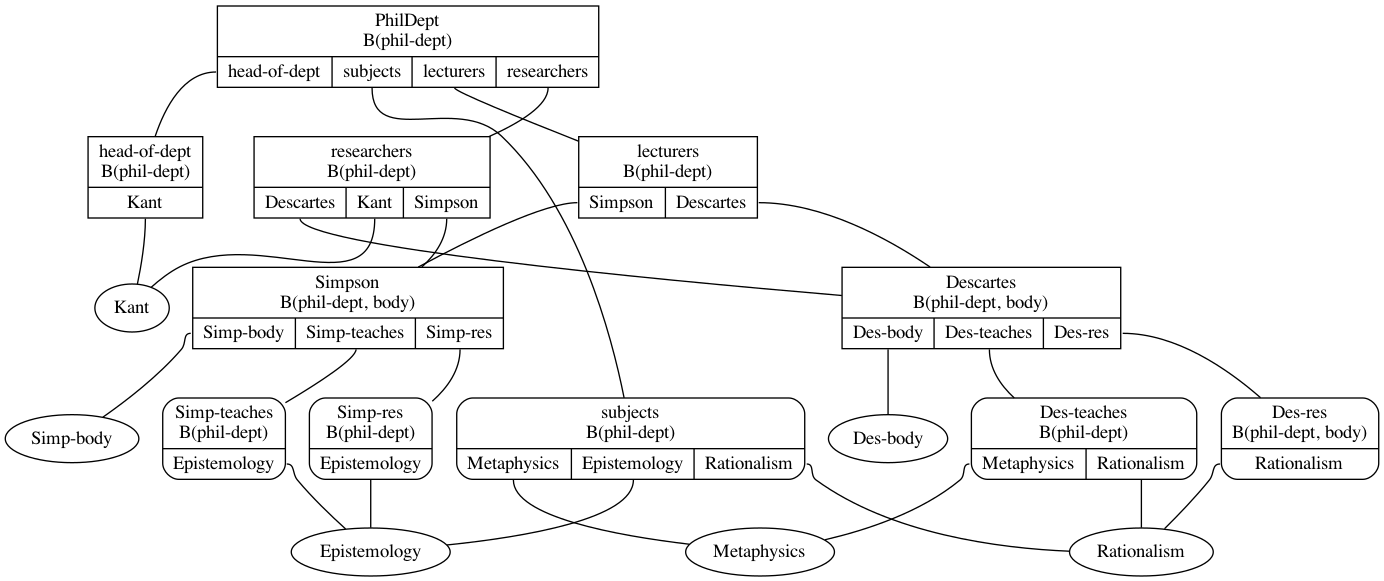 PhilDept
B(phil-dept)
head-of-dept subjects lecturers researchers
head-of-dept
B(phil-dept)
Kant
researchers
B(phil-dept)
Descartes Kant Simpson
lecturers
B(phil-dept)
Simpson Descartes
Kant
Simpson
B(phil-dept, body)
Simp-body Simp-teaches Simp-res
Descartes
B(phil-dept, body)
Des-body Des-teaches Des-res
Simp-body
Simp-teaches
B(phil-dept)
Epistemology
Simp-res
B(phil-dept)
Epistemology
subjects
B(phil-dept)
Metaphysics Epistemology Rationalism
Des-body
Des-teaches
B(phil-dept)
Metaphysics Rationalism
Des-res
B(phil-dept, body)
Rationalism
Epistemology
Metaphysics
Rationalism